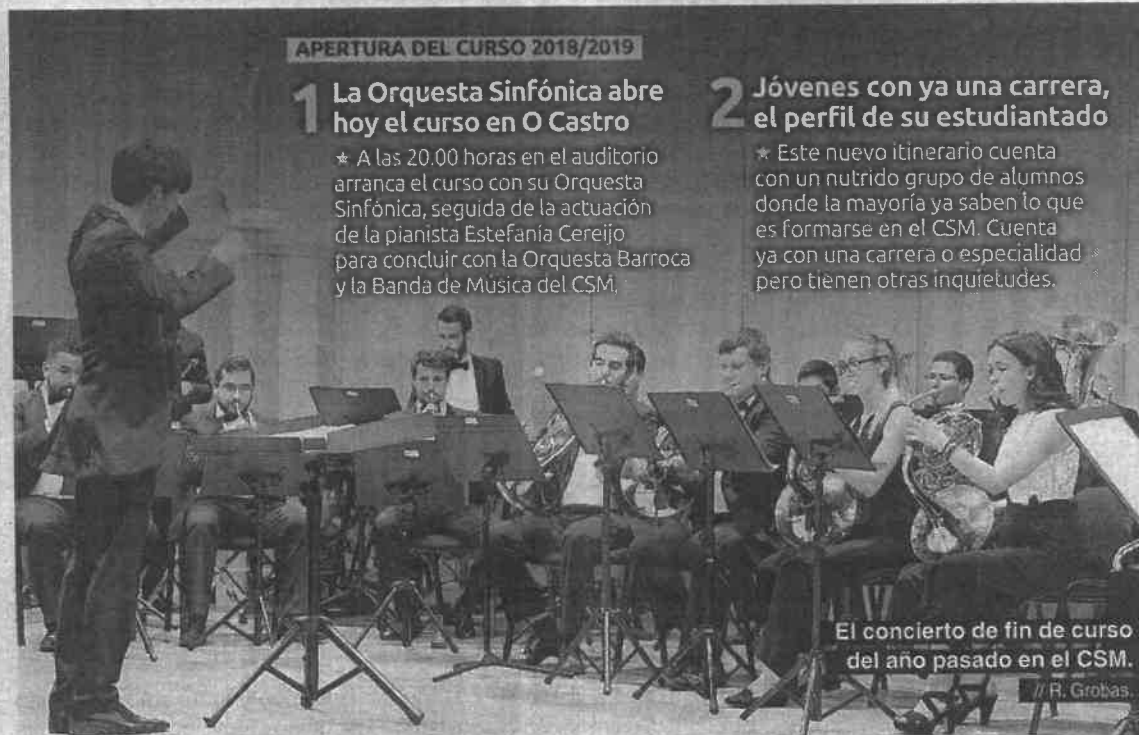 APERTURA DEL CURSO 2018/2019
1 La Orquesta Sinfónica abre
hoy el curso en O Castro
★ A las 20.00 horas en el auditorio
arranca el curso con su Orquesta
Sinfónica, seguida de la actuación
de la pianista Estefanía Cereijo
para concluir con la Orquesta Barroca
y la Banda de Música del CSM.
2 Jóvenes con ya una carrera,
el perfil de su estudiantado
★ Este nuevo itinerario cuenta
con un nutrido grupo de alumnos
donde la mayoría ya saben lo que
es formarse en el CSM. Cuenta
ya con una carrera o especialidad
pero tienen otras inquietudes.
El concierto de fin de curso
del año pasado en el CSM.
// R. Grobas.